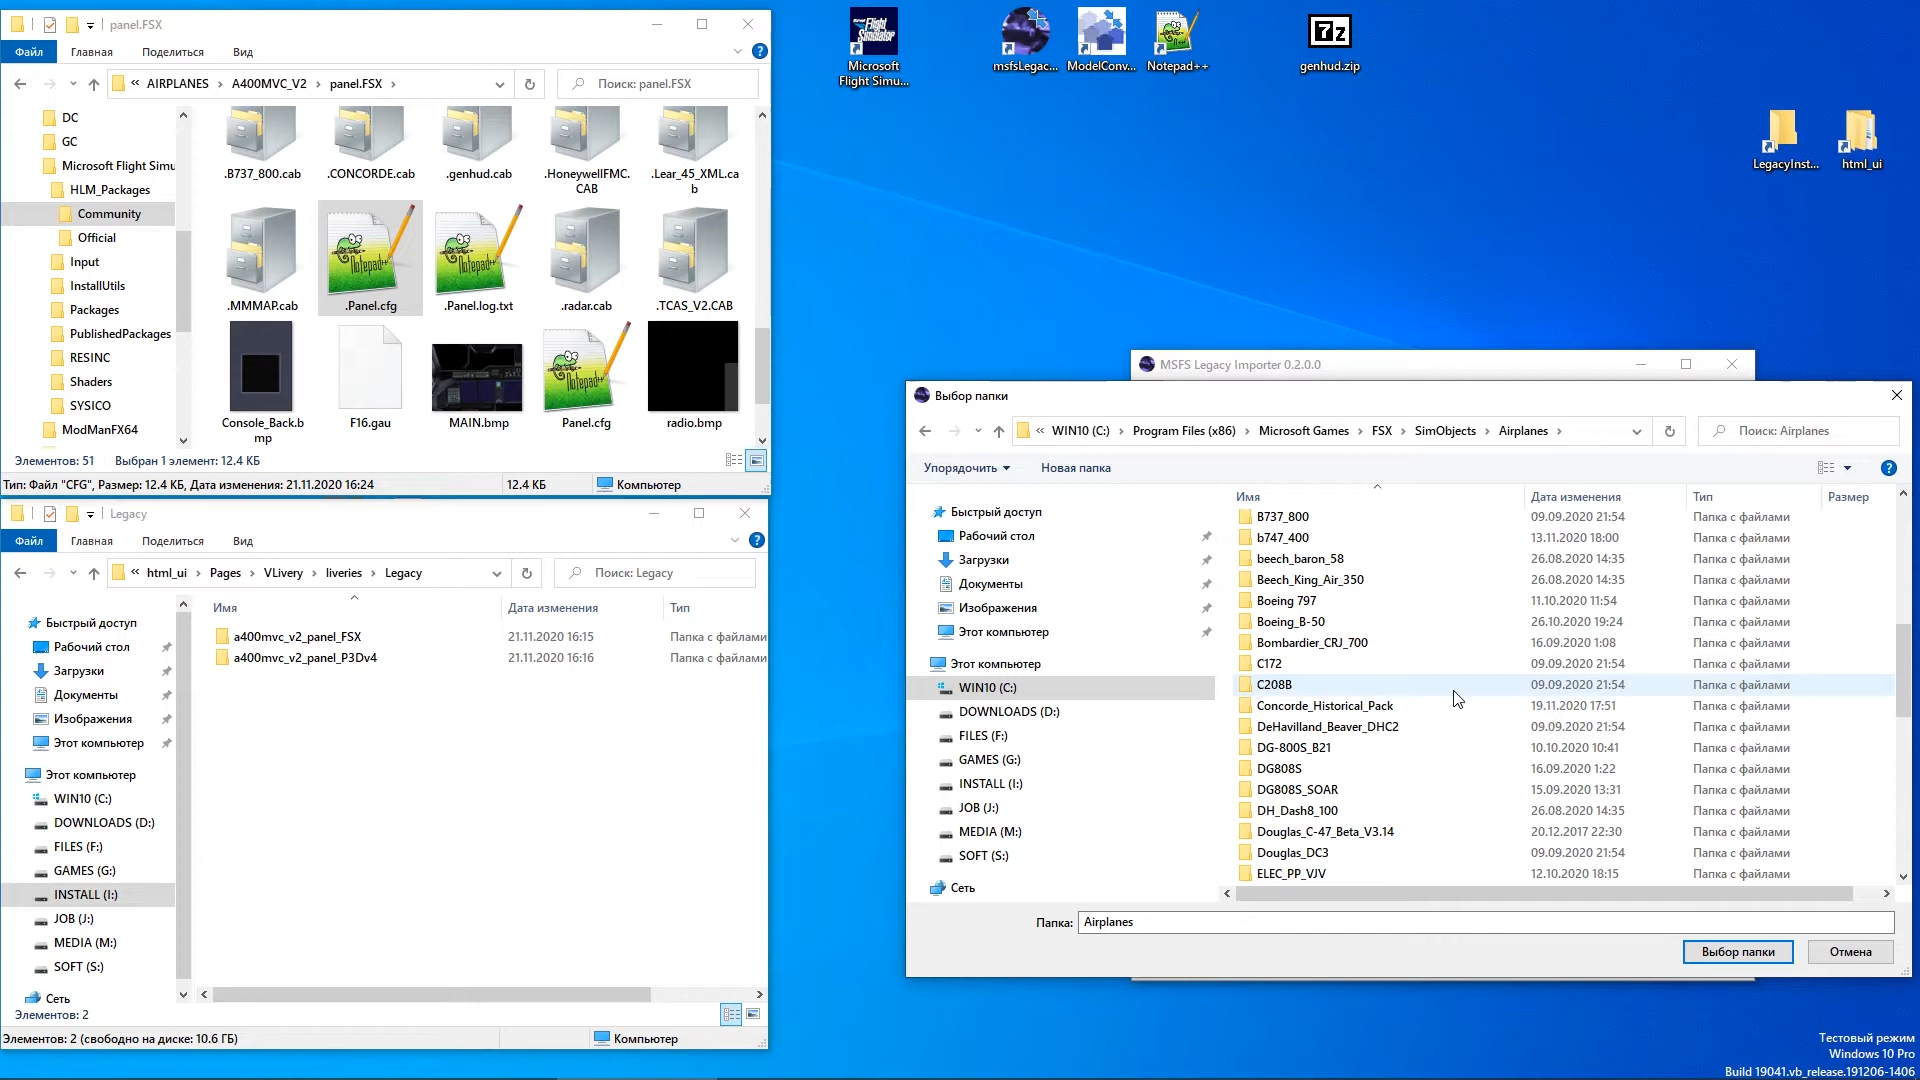 panel.FSX
Файл
Главная
Поделиться
Вид
« AIRPLANES › A400MVC_V2 › panel.FSX ›
Поиск: panel.FSX
DC
GC
Microsoft Flight Simu
HLM_Packages
Community
Official
Input
InstallUtils
Packages
PublishedPackages
RESINC
Shaders
SYSICO
ModManFX64
.B737_800.cab
.CONCORDE.cab
.genhud.cab
.HoneywellFMC.
CAB
.Lear_45_XML.ca
b
.MMMAP.cab
.Panel.cfg
.Panel.log.txt
.radar.cab
.TCAS_V2.CAB
Console_Back.b
mp
F16.gau
MAIN.bmp
Panel.cfg
radio.bmp
Элементов: 51
Выбран 1 элемент: 12.4 КБ
Тип: Файл "CFG", Размер: 12.4 КБ, Дата изменения: 21.11.2020 16:24
12.4 КБ
Компьютер
Legacy
Файл
Главная
Поделиться
Вид
« html_ui › Pages › VLivery › liveries › Legacy
Поиск: Legacy
Быстрый доступ
Рабочий стол
Загрузки
Документы
Изображения
Этот компьютер
Этот компьютер
WIN10 (C:)
DOWNLOADS (D:)
FILES (F:)
GAMES (G:)
INSTALL (I:)
JOB (J:)
MEDIA (M:)
SOFT (S:)
Сеть
Имя
Дата изменения
Тип
a400mvc_v2_panel_FSX
21.11.2020 16:15
Папка с файлами
a400mvc_v2_panel_P3Dv4
21.11.2020 16:16
Папка с файлами
Элементов: 2
Элементов: 2 (свободно на диске: 10.6 ГБ)
Компьютер
Microsoft
Flight Simu...
msfsLegac...
ModelConv...
Notepad++
7z
genhud.zip
LegacyInst...
html_ui
MSFS Legacy Importer 0.2.0.0
Выбор папки
« WIN10 (C:) › Program Files (x86) › Microsoft Games › FSX › SimObjects › Airplanes ›
Поиск: Airplanes
Упорядочить
Новая папка
Быстрый доступ
Рабочий стол
Загрузки
Документы
Изображения
Этот компьютер
Этот компьютер
WIN10 (C:)
DOWNLOADS (D:)
FILES (F:)
GAMES (G:)
INSTALL (I:)
JOB (J:)
MEDIA (M:)
SOFT (S:)
Сеть
Имя
Дата изменения
Тип
Размер
B737_800 09.09.2020 21:54 Папка с файлами
b747_400 13.11.2020 18:00 Папка с файлами
beech_baron_58 26.08.2020 14:35 Папка с файлами
Beech_King_Air_350 26.08.2020 14:35 Папка с файлами
Boeing 797 11.10.2020 11:54 Папка с файлами
Boeing_B-50 26.10.2020 19:24 Папка с файлами
Bombardier_CRJ_700 16.09.2020 1:08 Папка с файлами
C172 09.09.2020 21:54 Папка с файлами
C208B 09.09.2020 21:54 Папка с файлами
Concorde_Historical_Pack 19.11.2020 17:51 Папка с файлами
DeHavilland_Beaver_DHC2 09.09.2020 21:54 Папка с файлами
DG-800S_B21 10.10.2020 10:41 Папка с файлами
DG808S 16.09.2020 1:22 Папка с файлами
DG808S_SOAR 15.09.2020 13:31 Папка с файлами
DH_Dash8_100 26.08.2020 14:35 Папка с файлами
Douglas_C-47_Beta_V3.14 20.12.2017 22:30 Папка с файлами
Douglas_DC3 09.09.2020 21:54 Папка с файлами
ELEC_PP_VJV 12.10.2020 18:15 Папка с файлами
Папка: Airplanes
Выбор папки
Отмена
Тестовый режим
Windows 10 Pro
Build 19041.vb_release.191206-1406